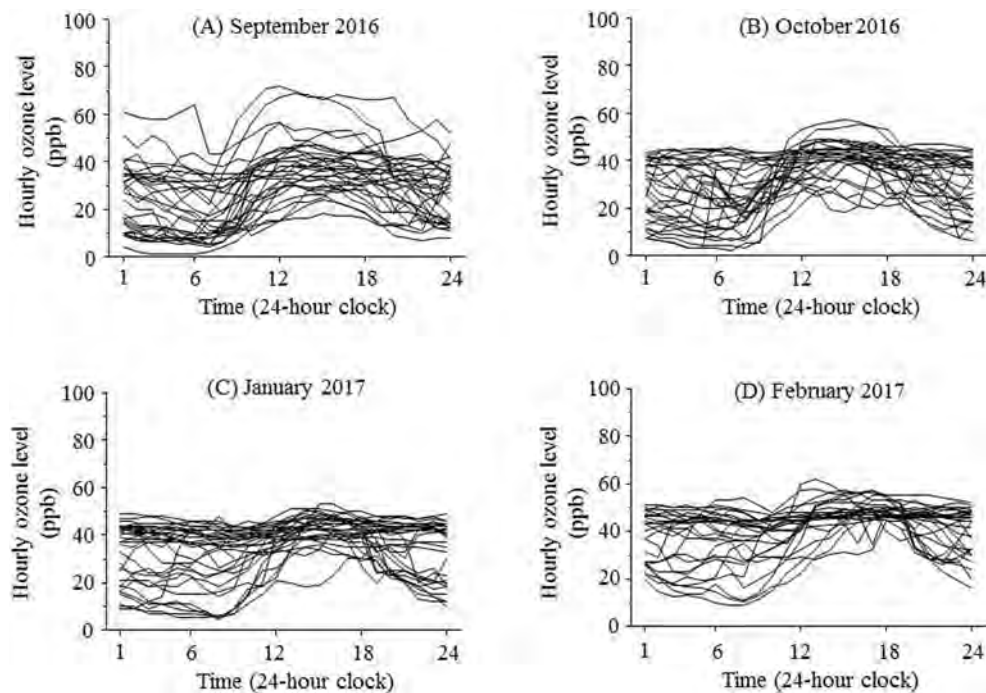 (A) September 2016
Hourly ozone level
(ppb)
100
80
60
40
20
0
1 6 12 18 24
Time (24-hour clock)
(B) October 2016
Hourly ozone level
(ppb)
100
80
60
40
20
0
1 6 12 18 24
Time (24-hour clock)
(C) January 2017
Hourly ozone level
(ppb)
100
80
60
40
20
0
1 6 12 18 24
Time (24-hour clock)
(D) February 2017
Hourly ozone level
(ppb)
100
80
60
40
20
0
1 6 12 18 24
Time (24-hour clock)